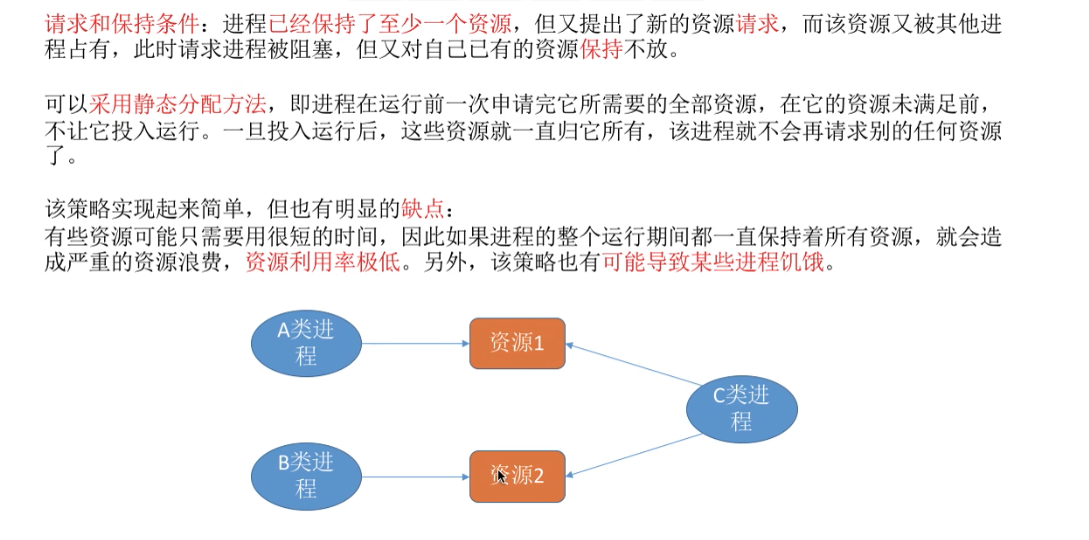 请求和保持条件：进程已经保持了至少一个资源，但又提出了新的资源请求，而该资源又被其他进
程占有，此时请求进程被阻塞，但又对自己已有的资源保持不放。
可以采用静态分配方法，即进程在运行前一次申请完它所需要的全部资源，在它的资源未满足前，
不让它投入运行。一旦投入运行后，这些资源就一直归它所有，该进程就不会再请求别的任何资源
了。
该策略实现起来简单，但也有明显的缺点：
有些资源可能只需要用很短的时间，因此如果进程的整个运行期间都一直保持着所有资源，就会造
成严重的资源浪费，资源利用率极低。另外，该策略也有可能导致某些进程饥饿。
A类进
程
资源1
C类进
程
B类进
程
资源2